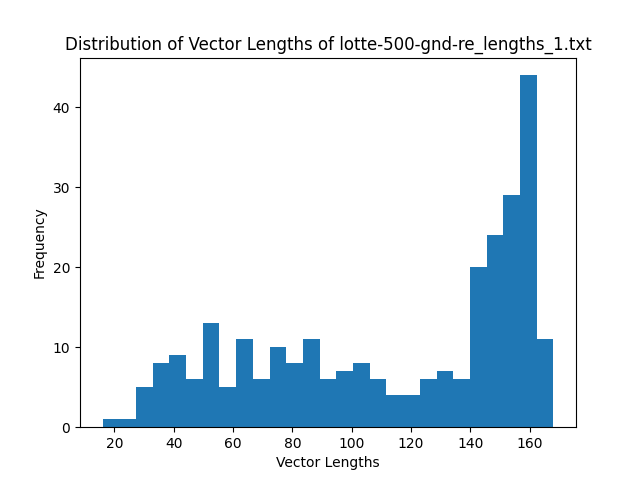 Distribution of Vector Lengths of lotte-500-gnd-re_lengths_1.txt
40
30
20
10
0
Frequency
20 40 60 80 100 120 140 160
Vector Lengths